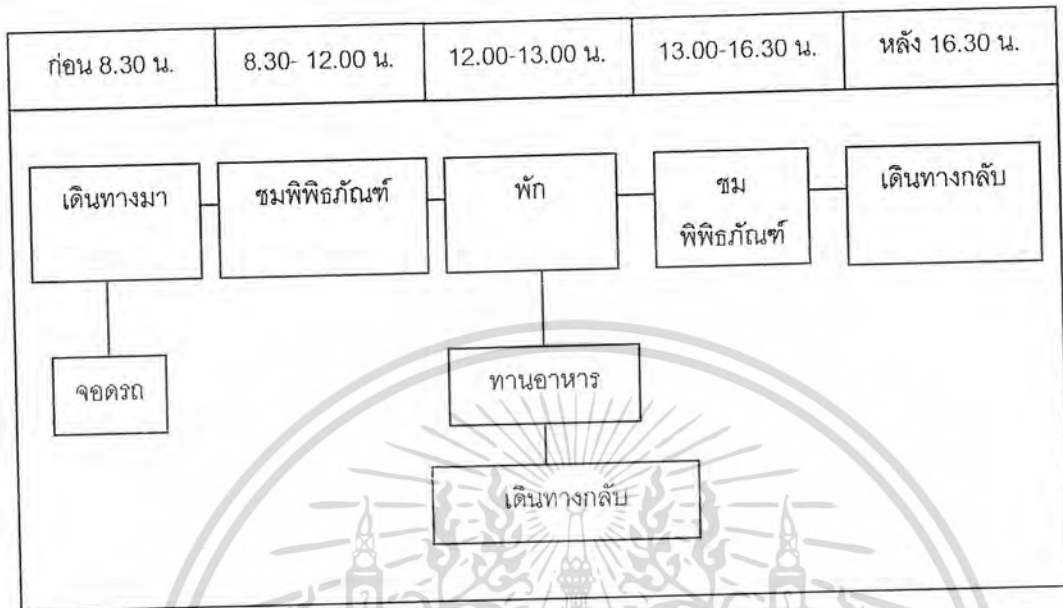 ก่อน 8.30 น.
8.30- 12.00 น.
12.00-13.00 น.
13.00-16.30 น.
หลัง 16.30 น.
เดินทางมา
ชมพิพิธภัณฑ์
พัก
ชม
พิพิธภัณฑ์
เดินทางกลับ
จอดรถ
ทานอาหาร
เดินทางกลับ